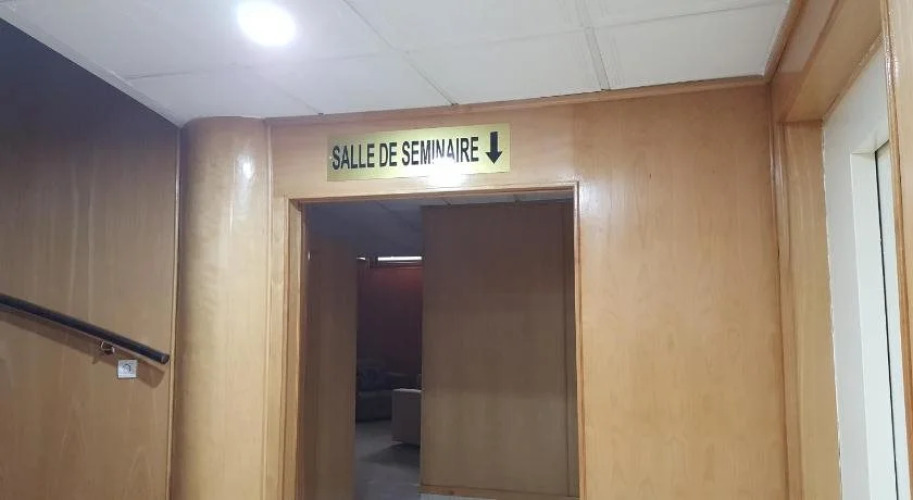 SALLE DE SEMINAIRE ↓